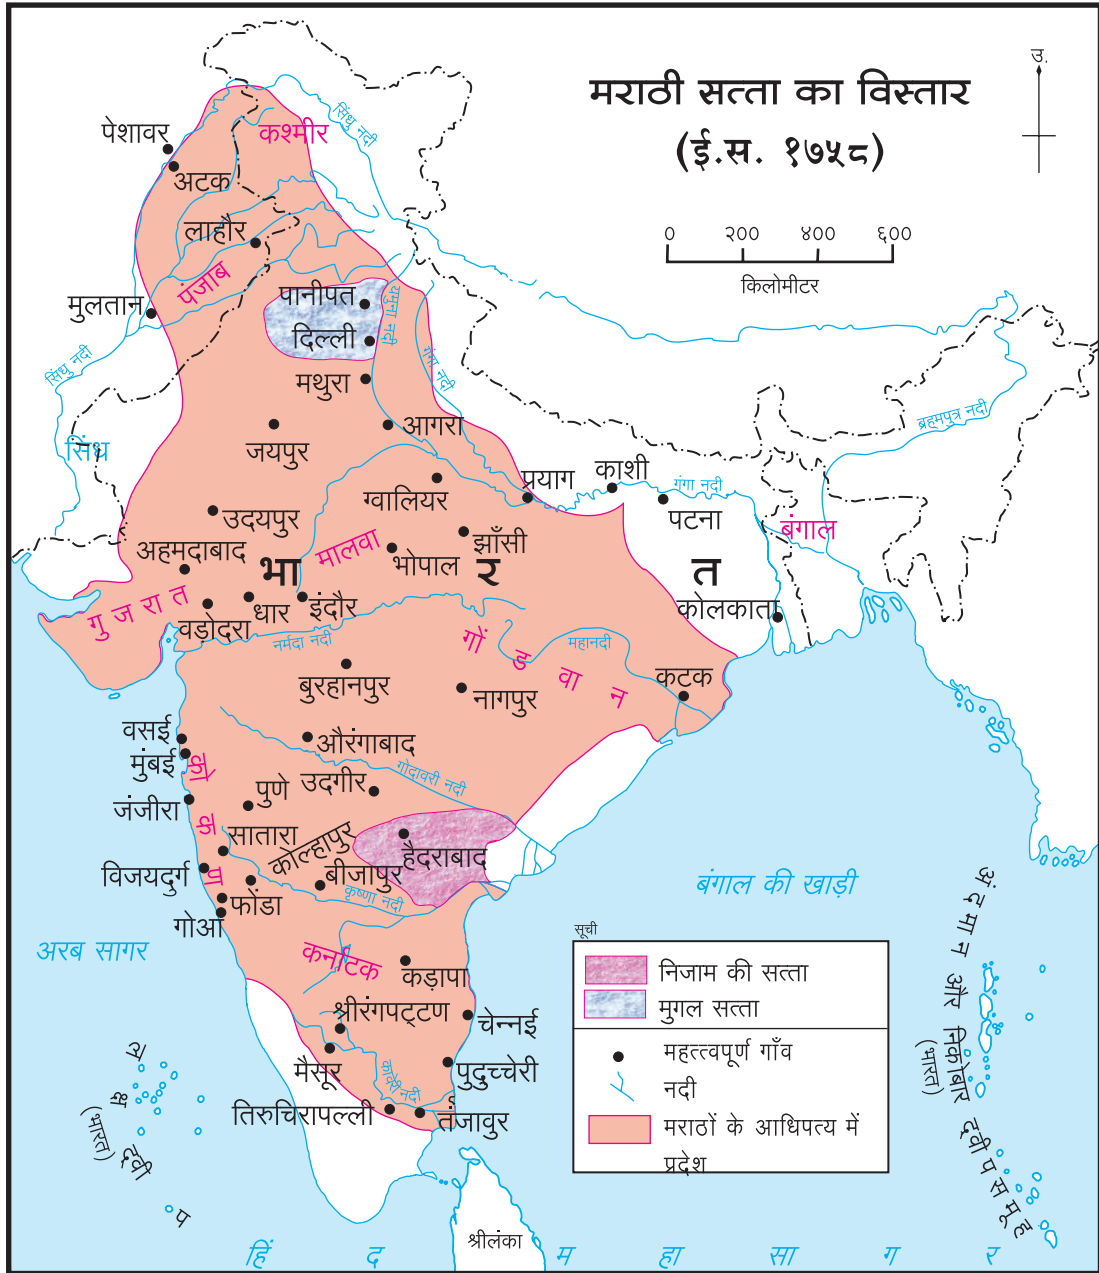 मराठी सत्ता का विस्तार
(ई.स. १७५८)
उ.
० २०० ४०० ६००
किलोमीटर
सिंधु नदी
पेशावर
कश्मीर
अटक
लाहौर
पंजाब
मुलतान
पानीपत
यमुना नदी
दिल्ली
सिंधु नदी
गंगा नदी
मथुरा
सिंध
जयपुर
आगरा
ब्रह्मपुत्र नदी
ग्वालियर
प्रयाग
काशी
गंगा नदी
पटना
उदयपुर
बंगाल
अहमदाबाद
मालवा
झाँसी
भोपाल
भा र त
गुजरात
वड़ोदरा
धार
इंदौर
कोलकाता
नर्मदा नदी
गोंडवान
महानदी
बुरहानपुर
नागपुर
कटक
वसई
मुंबई
औरंगाबाद
गोदावरी नदी
कोकण
जंजीरा
पुणे
उदगीर
सातारा
कोल्हापुर
हैदराबाद
विजयदुर्ग
बीजापुर
कृष्णा नदी
फोंडा
गोआ
बंगाल की खाड़ी
अरब सागर
कर्नाटक
कड़ापा
श्रीरंगपट्टण
चेन्नई
मैसूर
कावेरी नदी
पुदुच्चेरी
तिरुचिरापल्ली
तंजावुर
लक्षद्वीप
(भारत)
अंदमान और निकोबार द्वीपसमूह
(भारत)
सूची
निजाम की सत्ता
मुगल सत्ता
महत्त्वपूर्ण गाँव
नदी
मराठों के आधिपत्य में
प्रदेश
श्रीलंका
हिंद महासागर